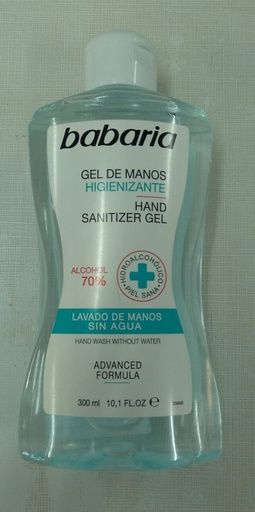 babaria
GEL DE MANOS
HIGIENIZANTE
HAND
SANITIZER GEL
ALCOHOL
70%
HIDROALCOHÓLICO
PIEL SANA
LAVADO DE MANOS
SIN AGUA
HAND WASH WITHOUT WATER
ADVANCED
FORMULA
300 ml 10,1 FL.OZ ℮